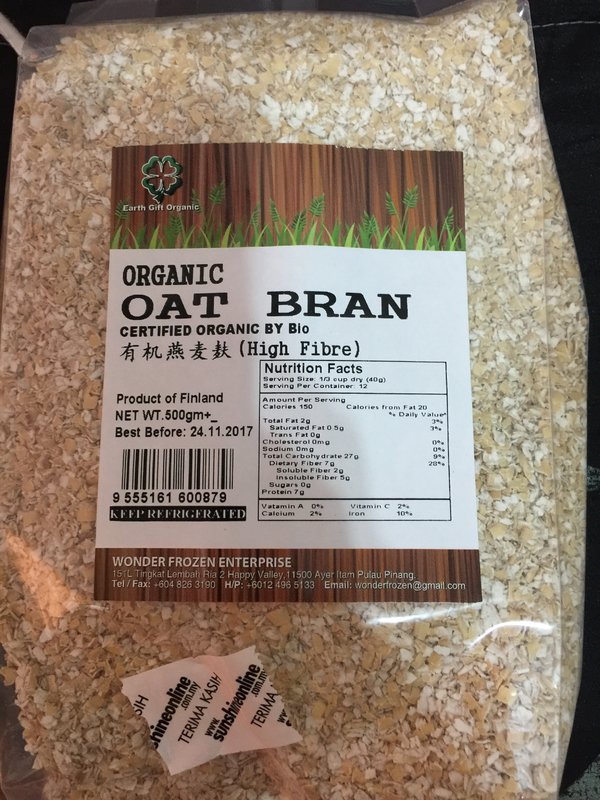 Earth Gift Organic
ORGANIC
OAT BRAN
CERTIFIED ORGANIC BY Bio
有机燕麦麸 (High Fibre)
Product of Finland
NET WT.500gm+_
Best Before: 24.11.2017
9 555161 600879
KEEP REFRIGERATED
Nutrition Facts
Serving Size: 1/3 cup dry (40g)
Serving Per Container: 12
Amount Per Serving
Calories 150 Calories from Fat 20
% Daily Value*
Total Fat 2g 3%
Saturated Fat 0.5g 3%
Trans Fat 0g
Cholesterol 0mg 0%
Sodium 0mg 0%
Total Carbohydrate 27g 9%
Dietary Fiber 7g 28%
Soluble Fiber 2g
Insoluble Fiber 5g
Sugars 0g
Protein 7g
Vatamin A 0% Vitamin C 2%
Calcium 2% Iron 10%
WONDER FROZEN ENTERPRISE
151L Tingkat Lembah Ria 2 Happy Valley,11500 Ayer Itam Pulau Pinang.
Tel / Fax: +604 826 3190 H/P: +6012 496 5133 Email: wonderfrozen@gmail.com
SIH
shineonline
.com.my
TERIMA KASIH
www.
sunshineonline
.com.my
TERIMA